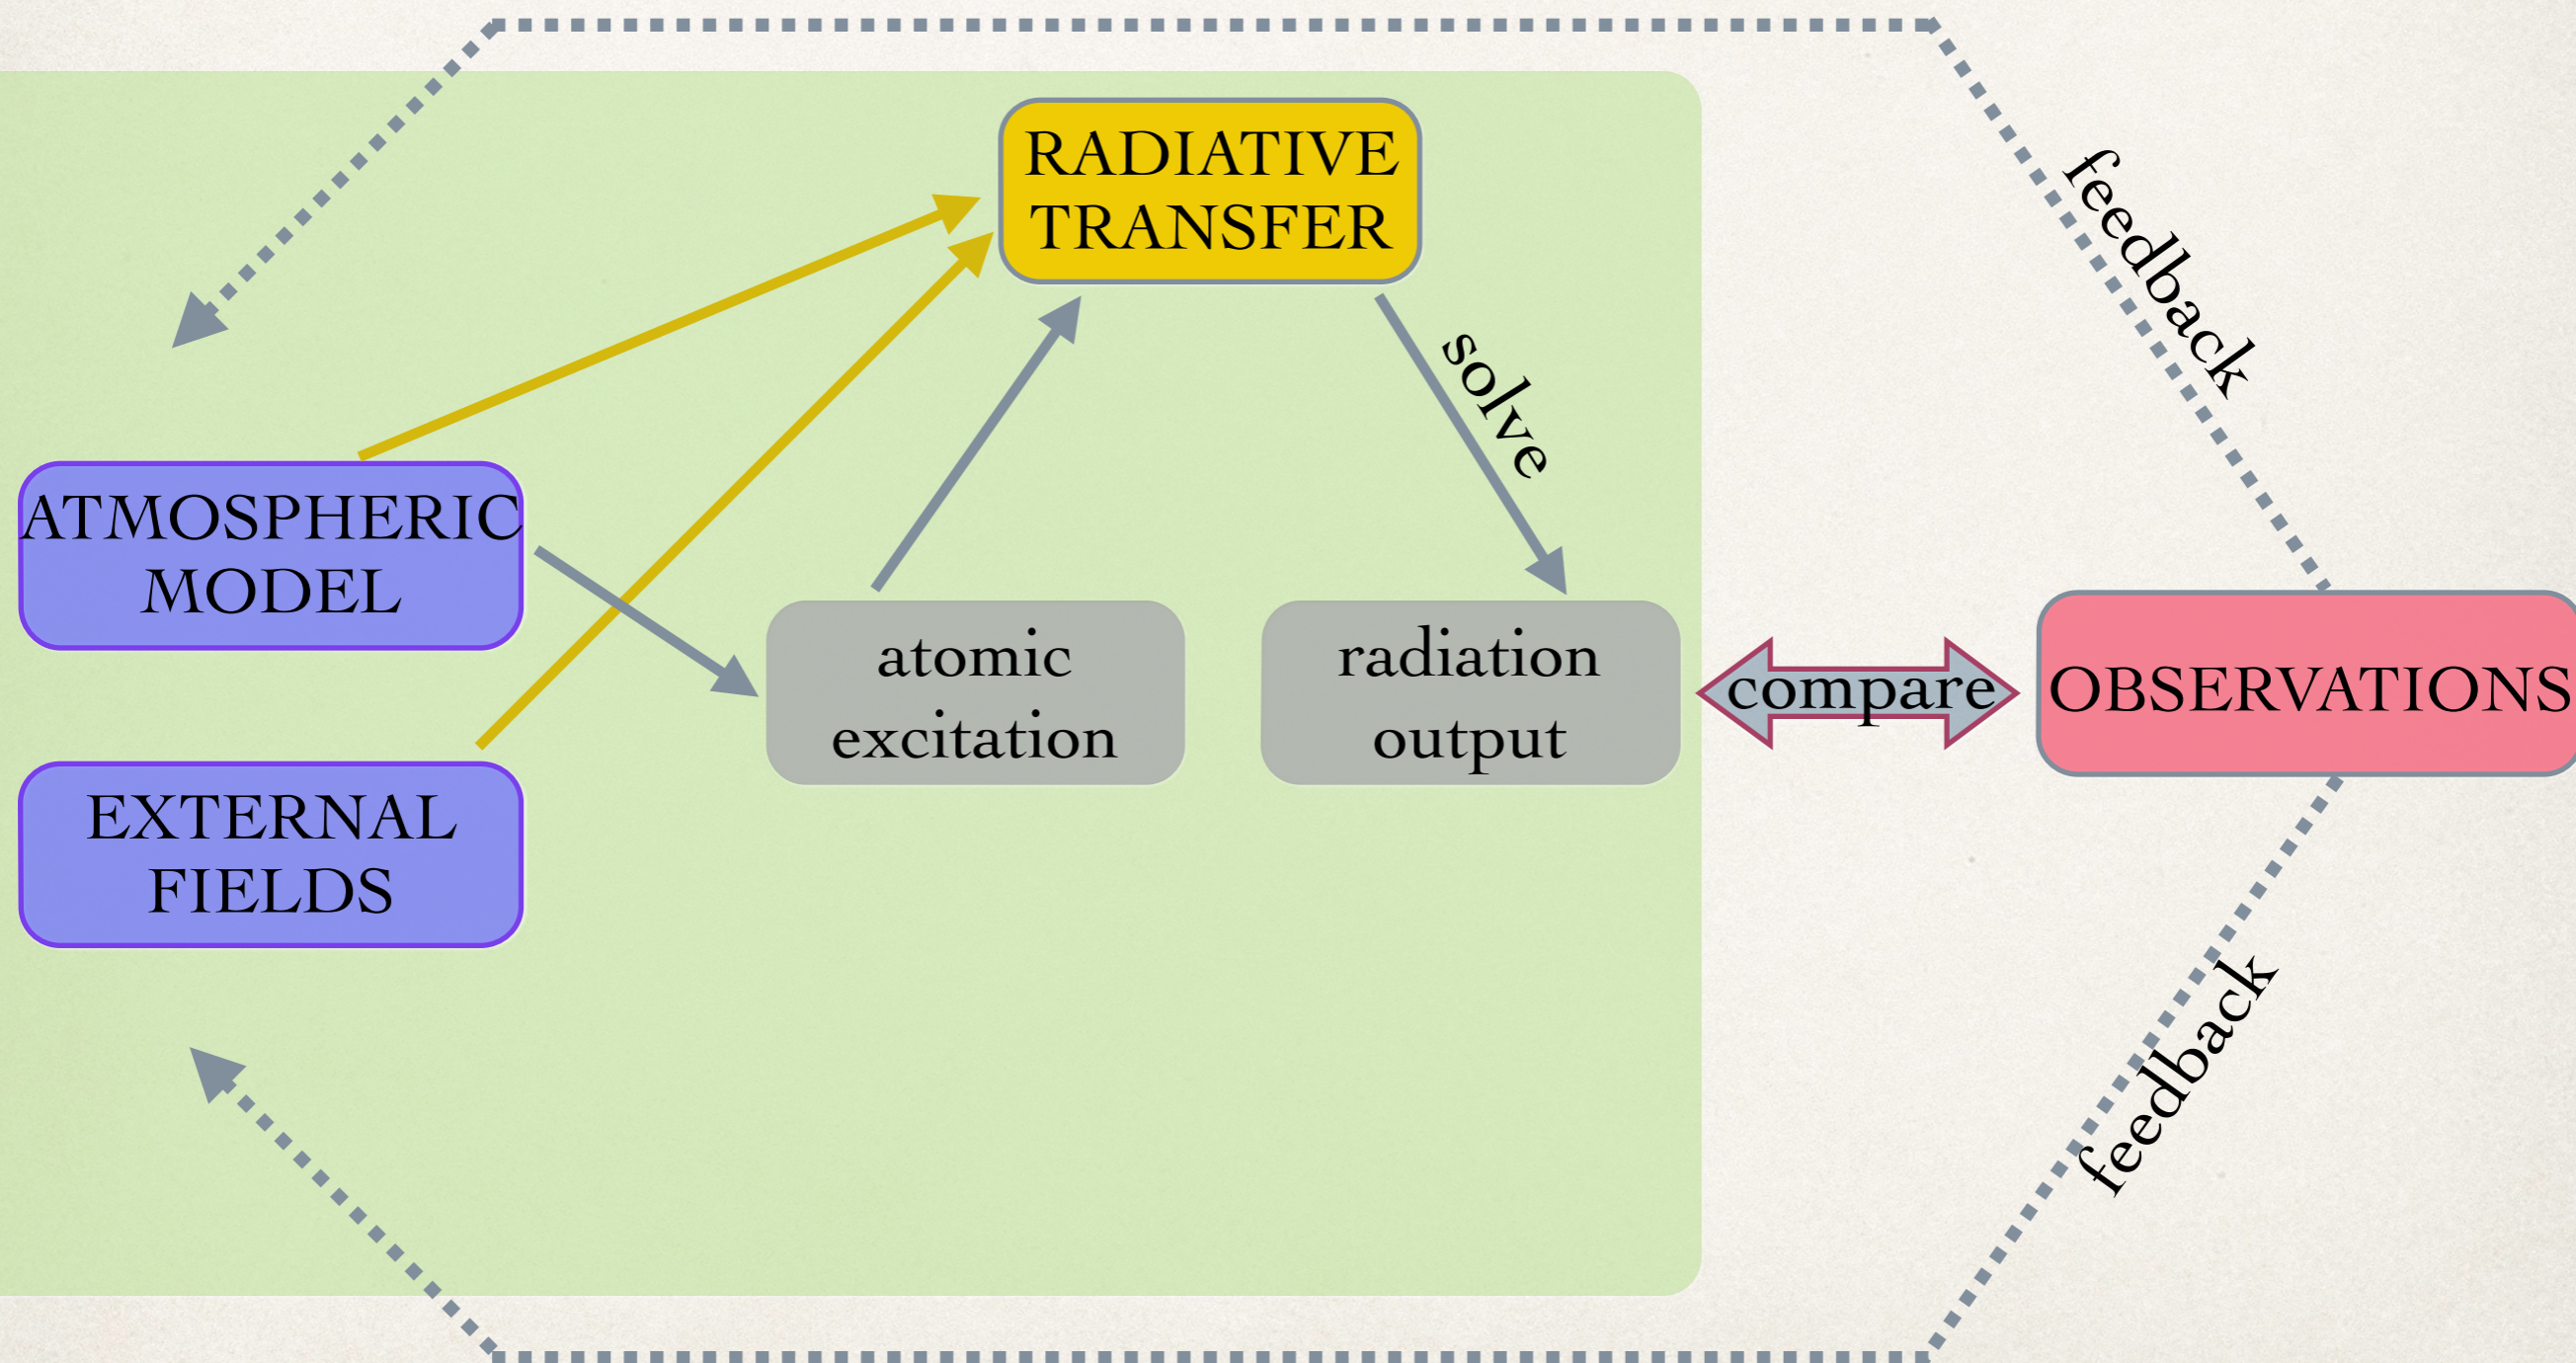 RADIATIVE
TRANSFER
feedback
solve
ATMOSPHERIC
MODEL
atomic
excitation
radiation
output
compare
OBSERVATIONS
EXTERNAL
FIELDS
feedback